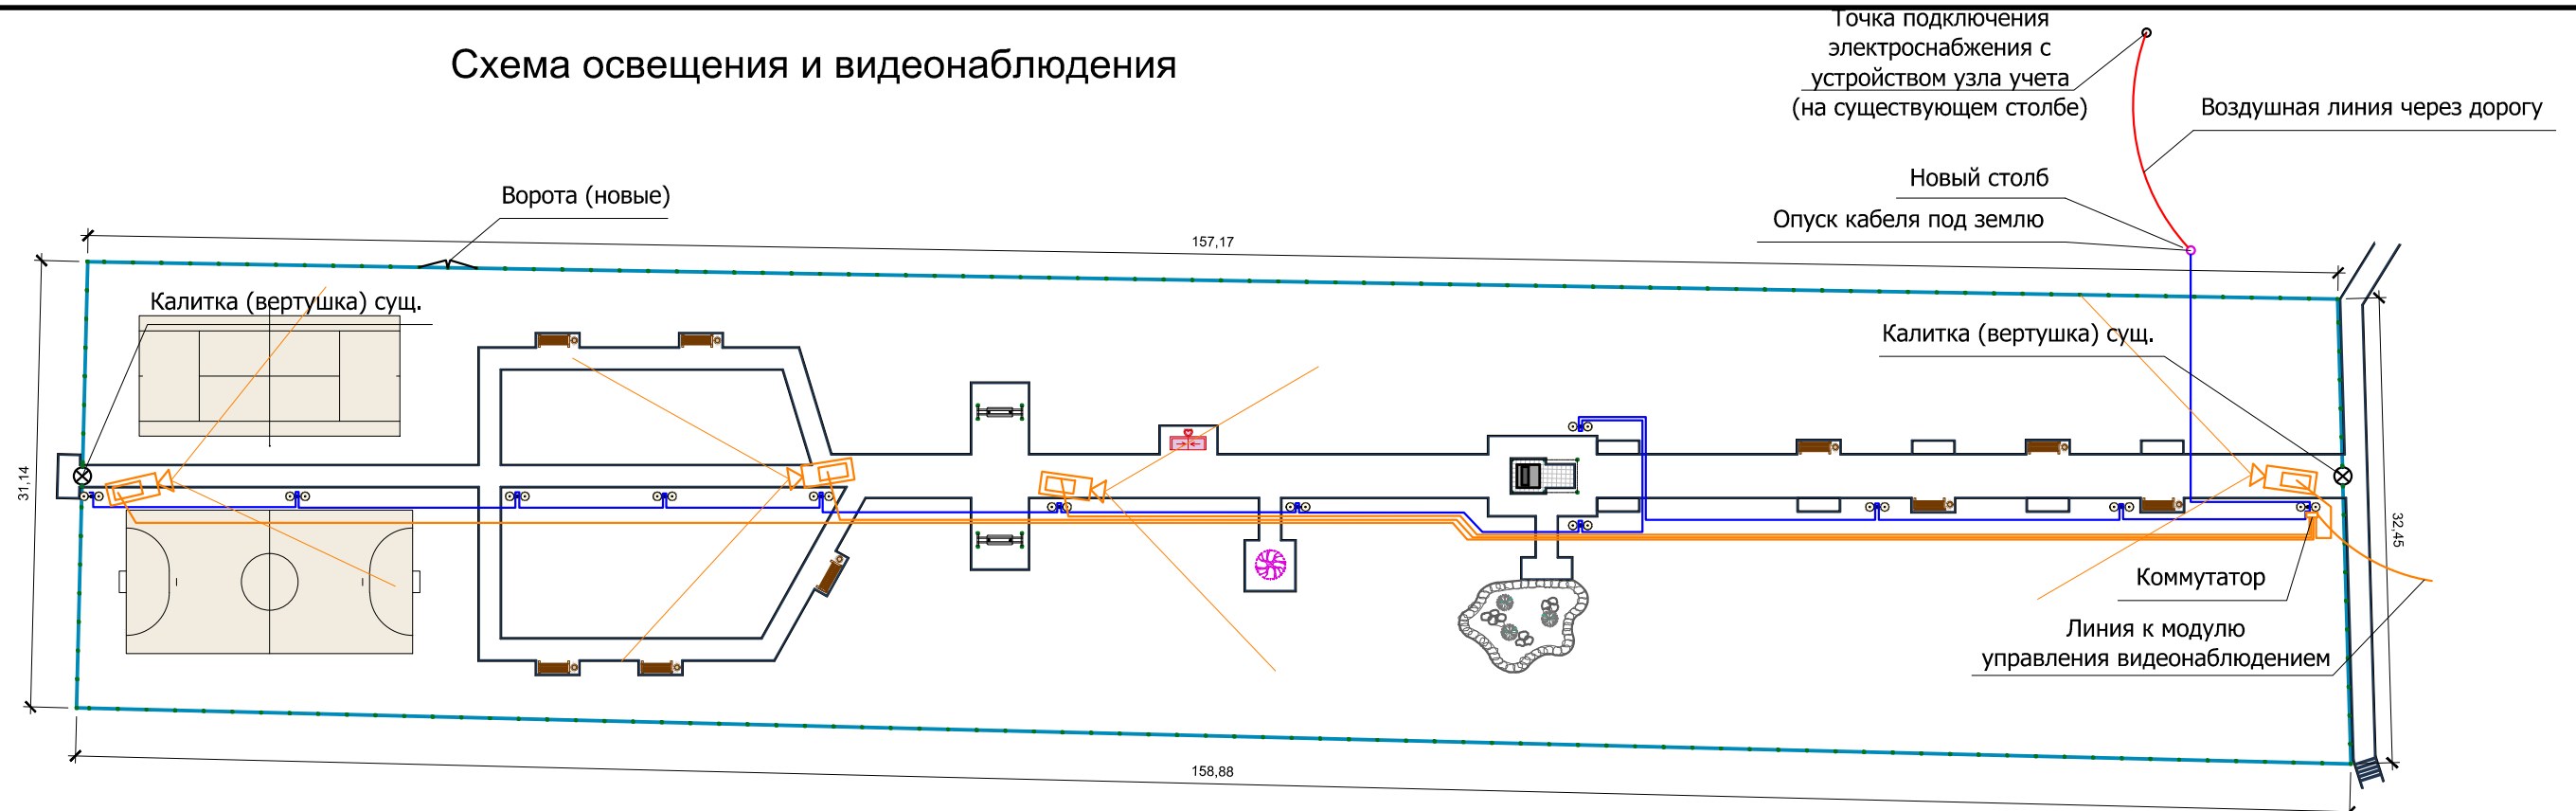 Точка подключения
электроснабжения с
устройством узла учета
(на существующем столбе)
Схема освещения и видеонаблюдения
Воздушная линия через дорогу
Новый столб
Ворота (новые)
Опуск кабеля под землю
157,17
Калитка (вертушка) сущ.
Калитка (вертушка) сущ.
31,14
32,45
Коммутатор
Линия к модулю
управления видеонаблюдением
158,88